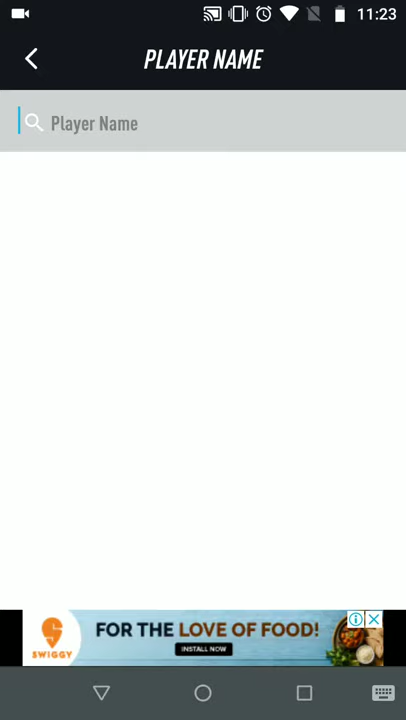 11:23
PLAYER NAME
Player Name
FOR THE LOVE OF FOOD!
INSTALL NOW
SWIGGY